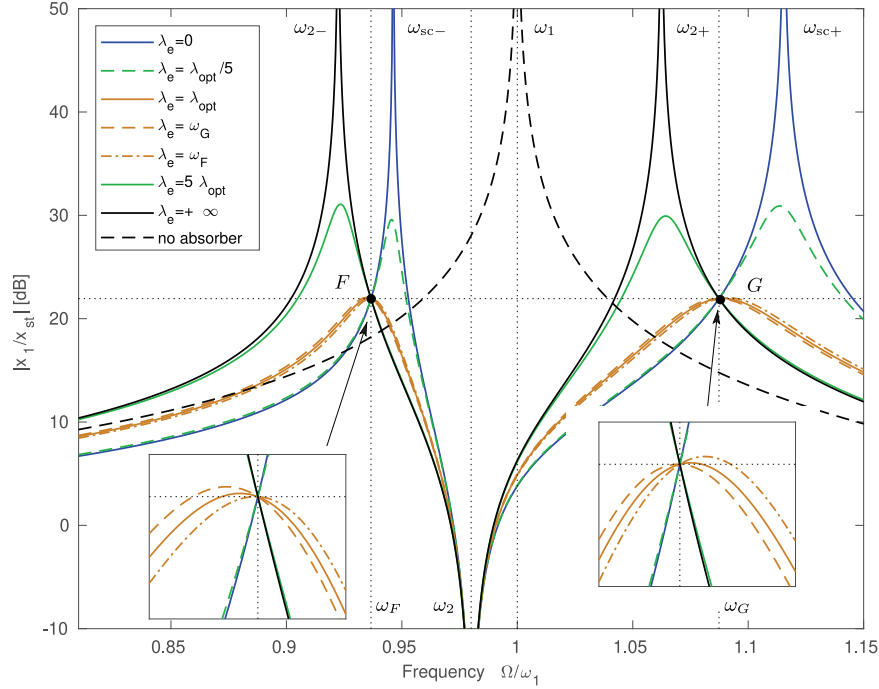 50
40
30
20
10
0
-10
|x1/xst| [dB]
λe=0
λe= λopt/5
λe= λopt
λe= ωG
λe= ωF
λe=5 λopt
λe=+ ∞
no absorber
ω2−
ωsc−
ω1
ω2+
ωsc+
F
G
ωF
ω2
ωG
0.85
0.9
0.95
1
1.05
1.1
1.15
Frequency Ω/ω1